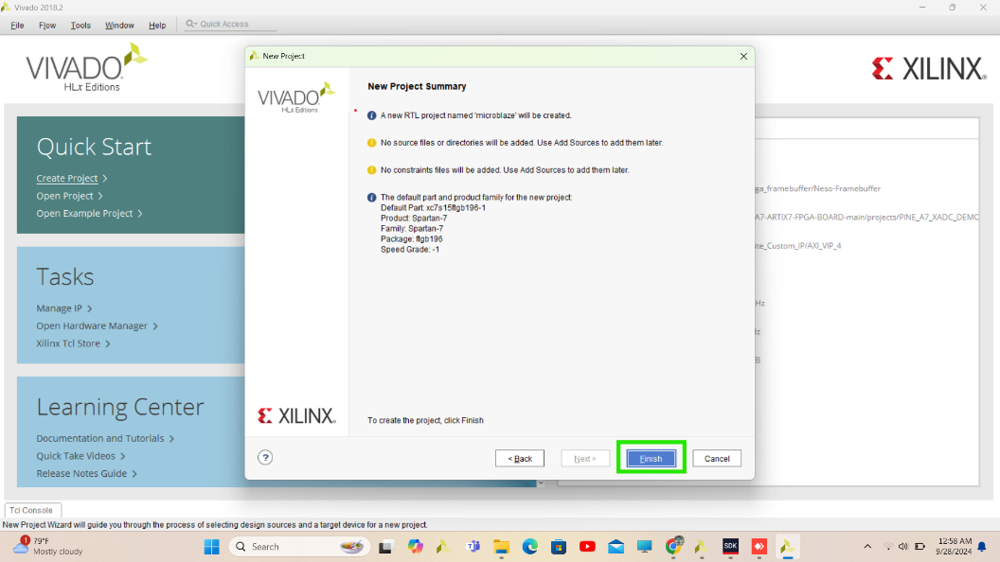 Vivado 2018.2
File Flow Tools Window Help Quick Access
VIVADO
HLx Editions
XILINX
Quick Start
Create Project >
Open Project >
Open Example Project >
Tasks
Manage IP >
Open Hardware Manager >
Xilinx Tcl Store >
Learning Center
Documentation and Tutorials >
Quick Take Videos >
Release Notes Guide >
New Project
VIVADO
HLx Editions
New Project Summary
A new RTL project named 'microblaze' will be created.
No source files or directories will be added. Use Add Sources to add them later.
No constraints files will be added. Use Add Sources to add them later.
The default part and product family for the new project:
Default Part: xc7s15ftgb196-1
Product: Spartan-7
Family: Spartan-7
Package: ftgb196
Speed Grade: -1
XILINX
To create the project, click Finish
?
< Back Next > Finish Cancel
ga_framebuffer/Neso-Framebuffer
A7-ARTIX7-FPGA-BOARD-main/projects/PINE_A7_XADC_DEMO
ite_Custom_IP/AXI_VIP_4
Hz
z
B
Tcl Console
New Project Wizard will guide you through the process of selecting design sources and a target device for a new project.
1
79°F
Mostly cloudy
Search
SDK
12:58 AM
9/28/2024